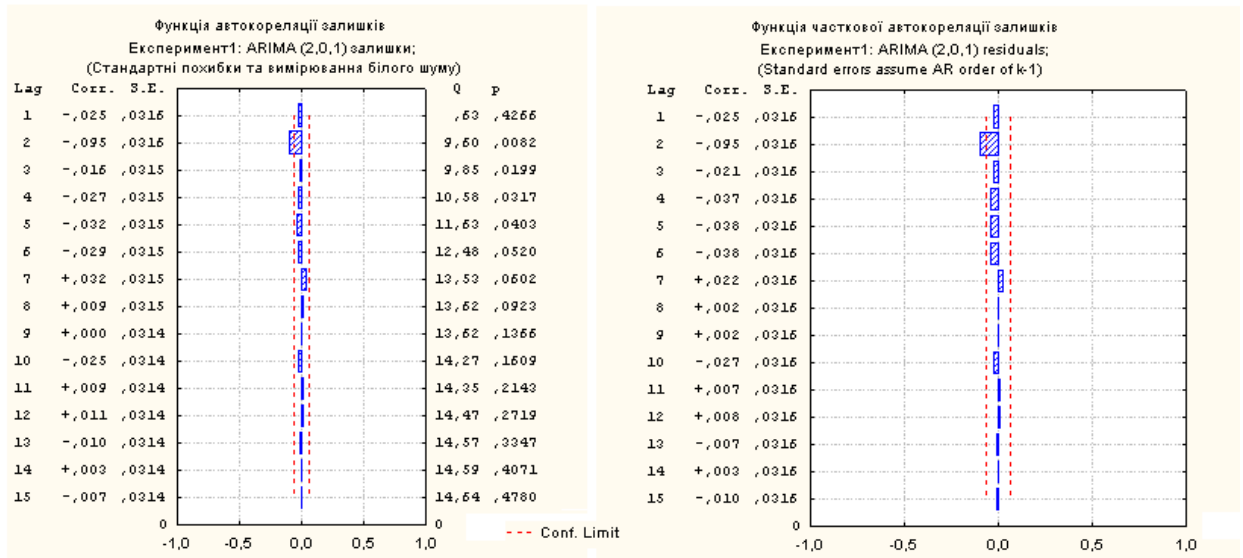 Функція автокореляції залишків
Експеримент1: ARIMA (2,0,1) залишки;
(Стандартні похибки та вимірювання білого шуму)
Lag Corr. S.E. Q p
1 -,025 ,0316 ,63 ,4266
2 -,095 ,0316 9,60 ,0082
3 -,016 ,0315 9,85 ,0199
4 -,027 ,0315 10,58 ,0317
5 -,032 ,0315 11,63 ,0403
6 -,029 ,0315 12,48 ,0520
7 +,032 ,0315 13,53 ,0602
8 +,009 ,0315 13,62 ,0923
9 +,000 ,0314 13,62 ,1366
10 -,025 ,0314 14,27 ,1609
11 +,009 ,0314 14,35 ,2143
12 +,011 ,0314 14,47 ,2719
13 -,010 ,0314 14,57 ,3347
14 +,003 ,0314 14,59 ,4071
15 -,007 ,0314 14,64 ,4780
0 0
-1,0 -0,5 0,0 0,5 1,0
Conf. Limit
Функція часткової автокореляції залишків
Експеримент1: ARIMA (2,0,1) residuals;
(Standard errors assume AR order of k-1)
Lag Corr. S.E.
1 -,025 ,0316
2 -,095 ,0316
3 -,021 ,0316
4 -,037 ,0316
5 -,038 ,0316
6 -,038 ,0316
7 +,022 ,0316
8 +,002 ,0316
9 +,002 ,0316
10 -,027 ,0316
11 +,007 ,0316
12 +,008 ,0316
13 -,007 ,0316
14 +,003 ,0316
15 -,010 ,0316
0
-1,0 -0,5 0,0 0,5 1,0